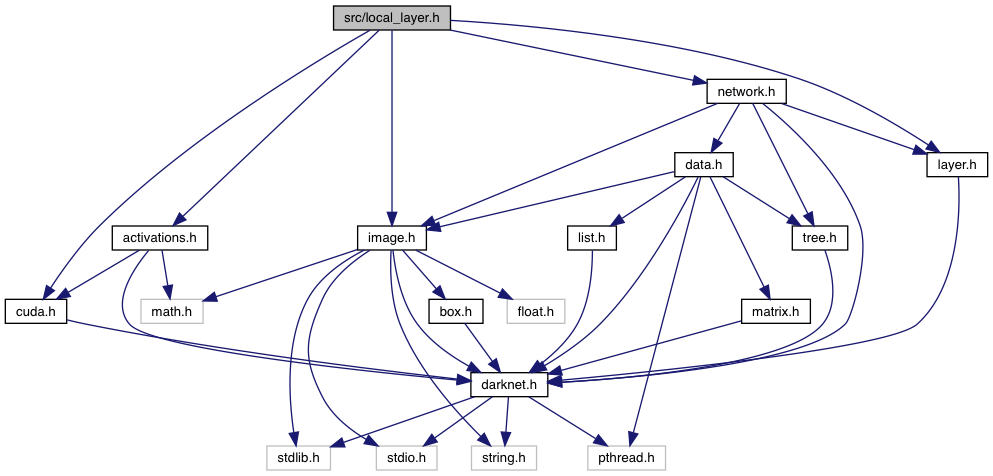 src/local_layer.h
network.h
data.h
layer.h
activations.h
image.h
list.h
tree.h
cuda.h
math.h
box.h
float.h
matrix.h
darknet.h
stdlib.h
stdio.h
string.h
pthread.h